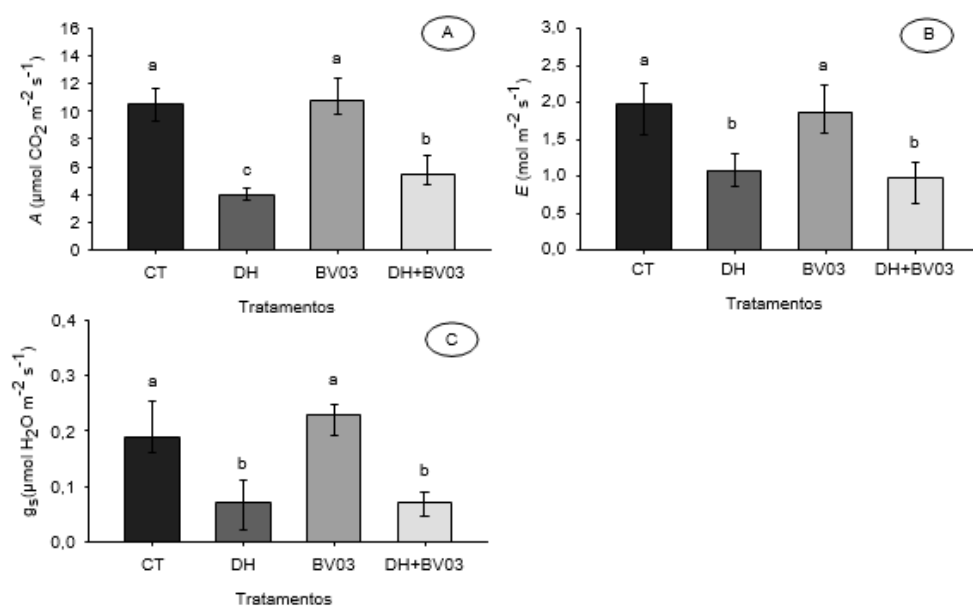 A
A (µmol CO2 m-2 s-1)
16
14
12
10
8
6
4
2
0
a
c
a
b
CT DH BV03 DH+BV03
Tratamentos
B
E (mol m-2 s-1)
3,0
2,5
2,0
1,5
1,0
0,5
0,0
a
b
a
b
CT DH BV03 DH+BV03
Tratamentos
C
gs(µmol H2O m-2 s-1)
0,4
0,3
0,2
0,1
0,0
a
b
a
b
CT DH BV03 DH+BV03
Tratamentos